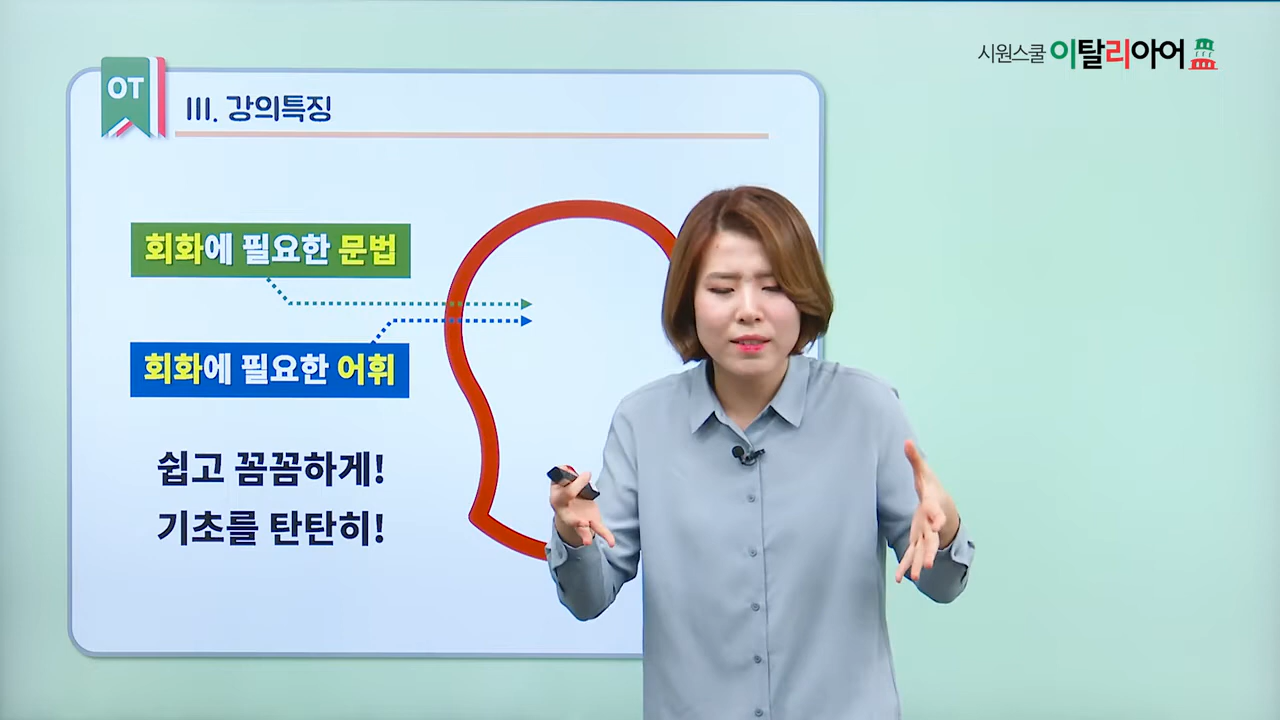 시원스쿨 이탈리아어
OT
III. 강의특징
회화에 필요한 문법
회화에 필요한 어휘
쉽고 꼼꼼하게!
기초를 탄탄히!